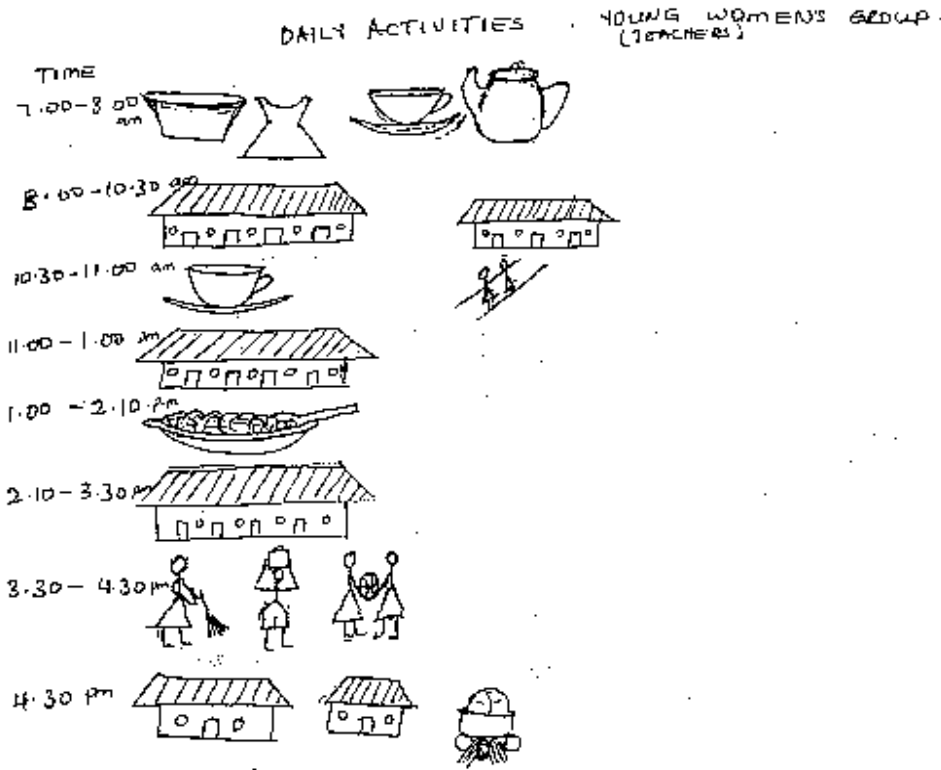 DAILY ACTIVITIES . YOUNG WOMEN'S GROUP.
(TEACHERS)
TIME
7.00-8.00
am
8.00-10.30 am
10.30-11.00 am
11.00-1.00 am
1.00-2.10.pm
2.10-3.30 pm
3.30-4.30 pm
4.30 pm